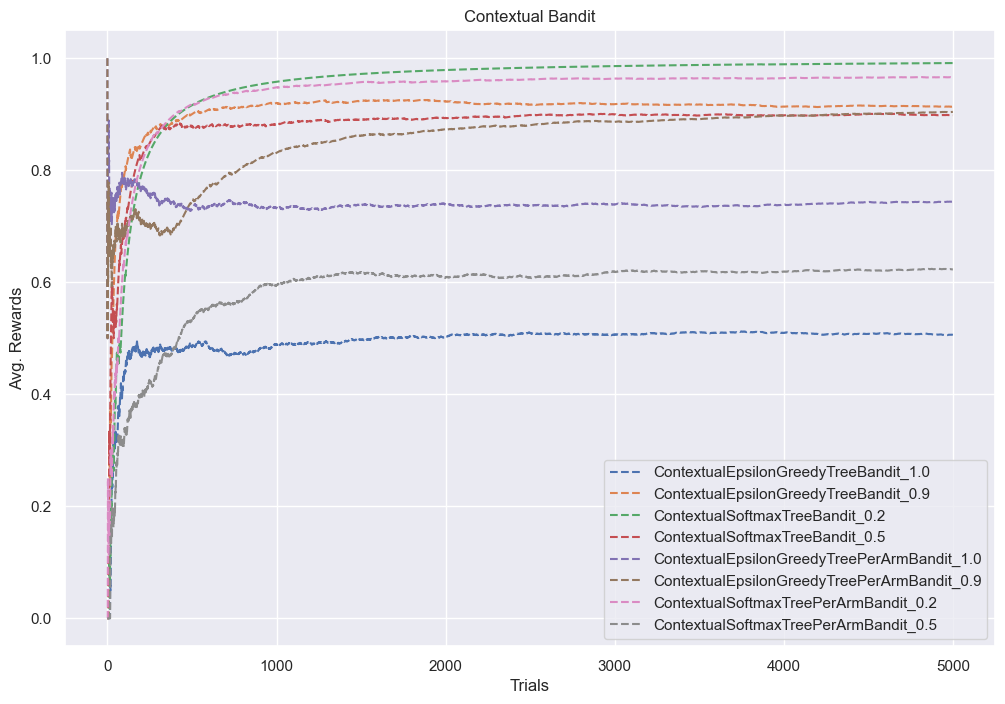 Contextual Bandit
Avg. Rewards
1.0
0.8
0.6
0.4
0.2
0.0
ContextualEpsilonGreedyTreeBandit_1.0
ContextualEpsilonGreedyTreeBandit_0.9
ContextualSoftmaxTreeBandit_0.2
ContextualSoftmaxTreeBandit_0.5
ContextualEpsilonGreedyTreePerArmBandit_1.0
ContextualEpsilonGreedyTreePerArmBandit_0.9
ContextualSoftmaxTreePerArmBandit_0.2
ContextualSoftmaxTreePerArmBandit_0.5
0 1000 2000 3000 4000 5000
Trials